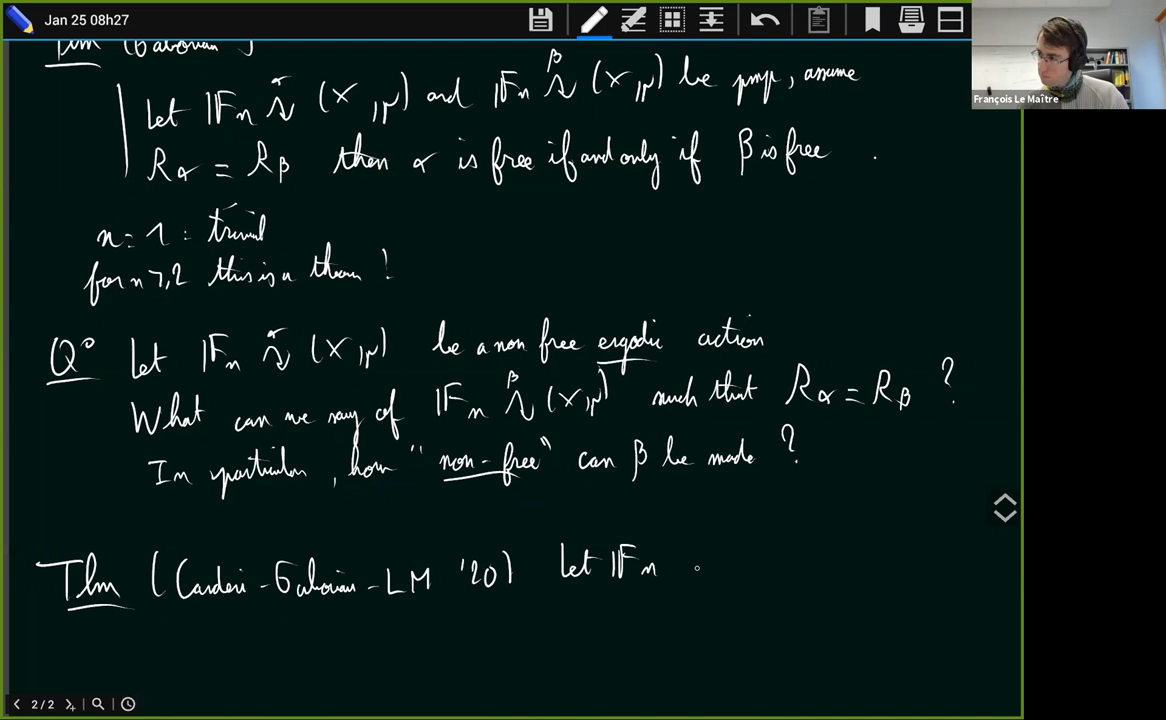 Jan 25 08h27
Thm (Gaboriau)
François Le Maître
Let 𝔽n ↷α (X, μ) and 𝔽n ↷β (X, μ) be pmp, assume
Rα = Rβ then α is free if and only if β is free.
n = 1 : trivial
for n ≥ 2 this is a thm !
Q° Let 𝔽n ↷α (X, μ) be a non free ergodic action
What can we say of 𝔽n ↷β (X, μ) such that Rα = Rβ ?
In particular, how "non-free" can β be made ?
Thm (Carderi - Gaboriau - LM '20) Let 𝔽n
2 / 2